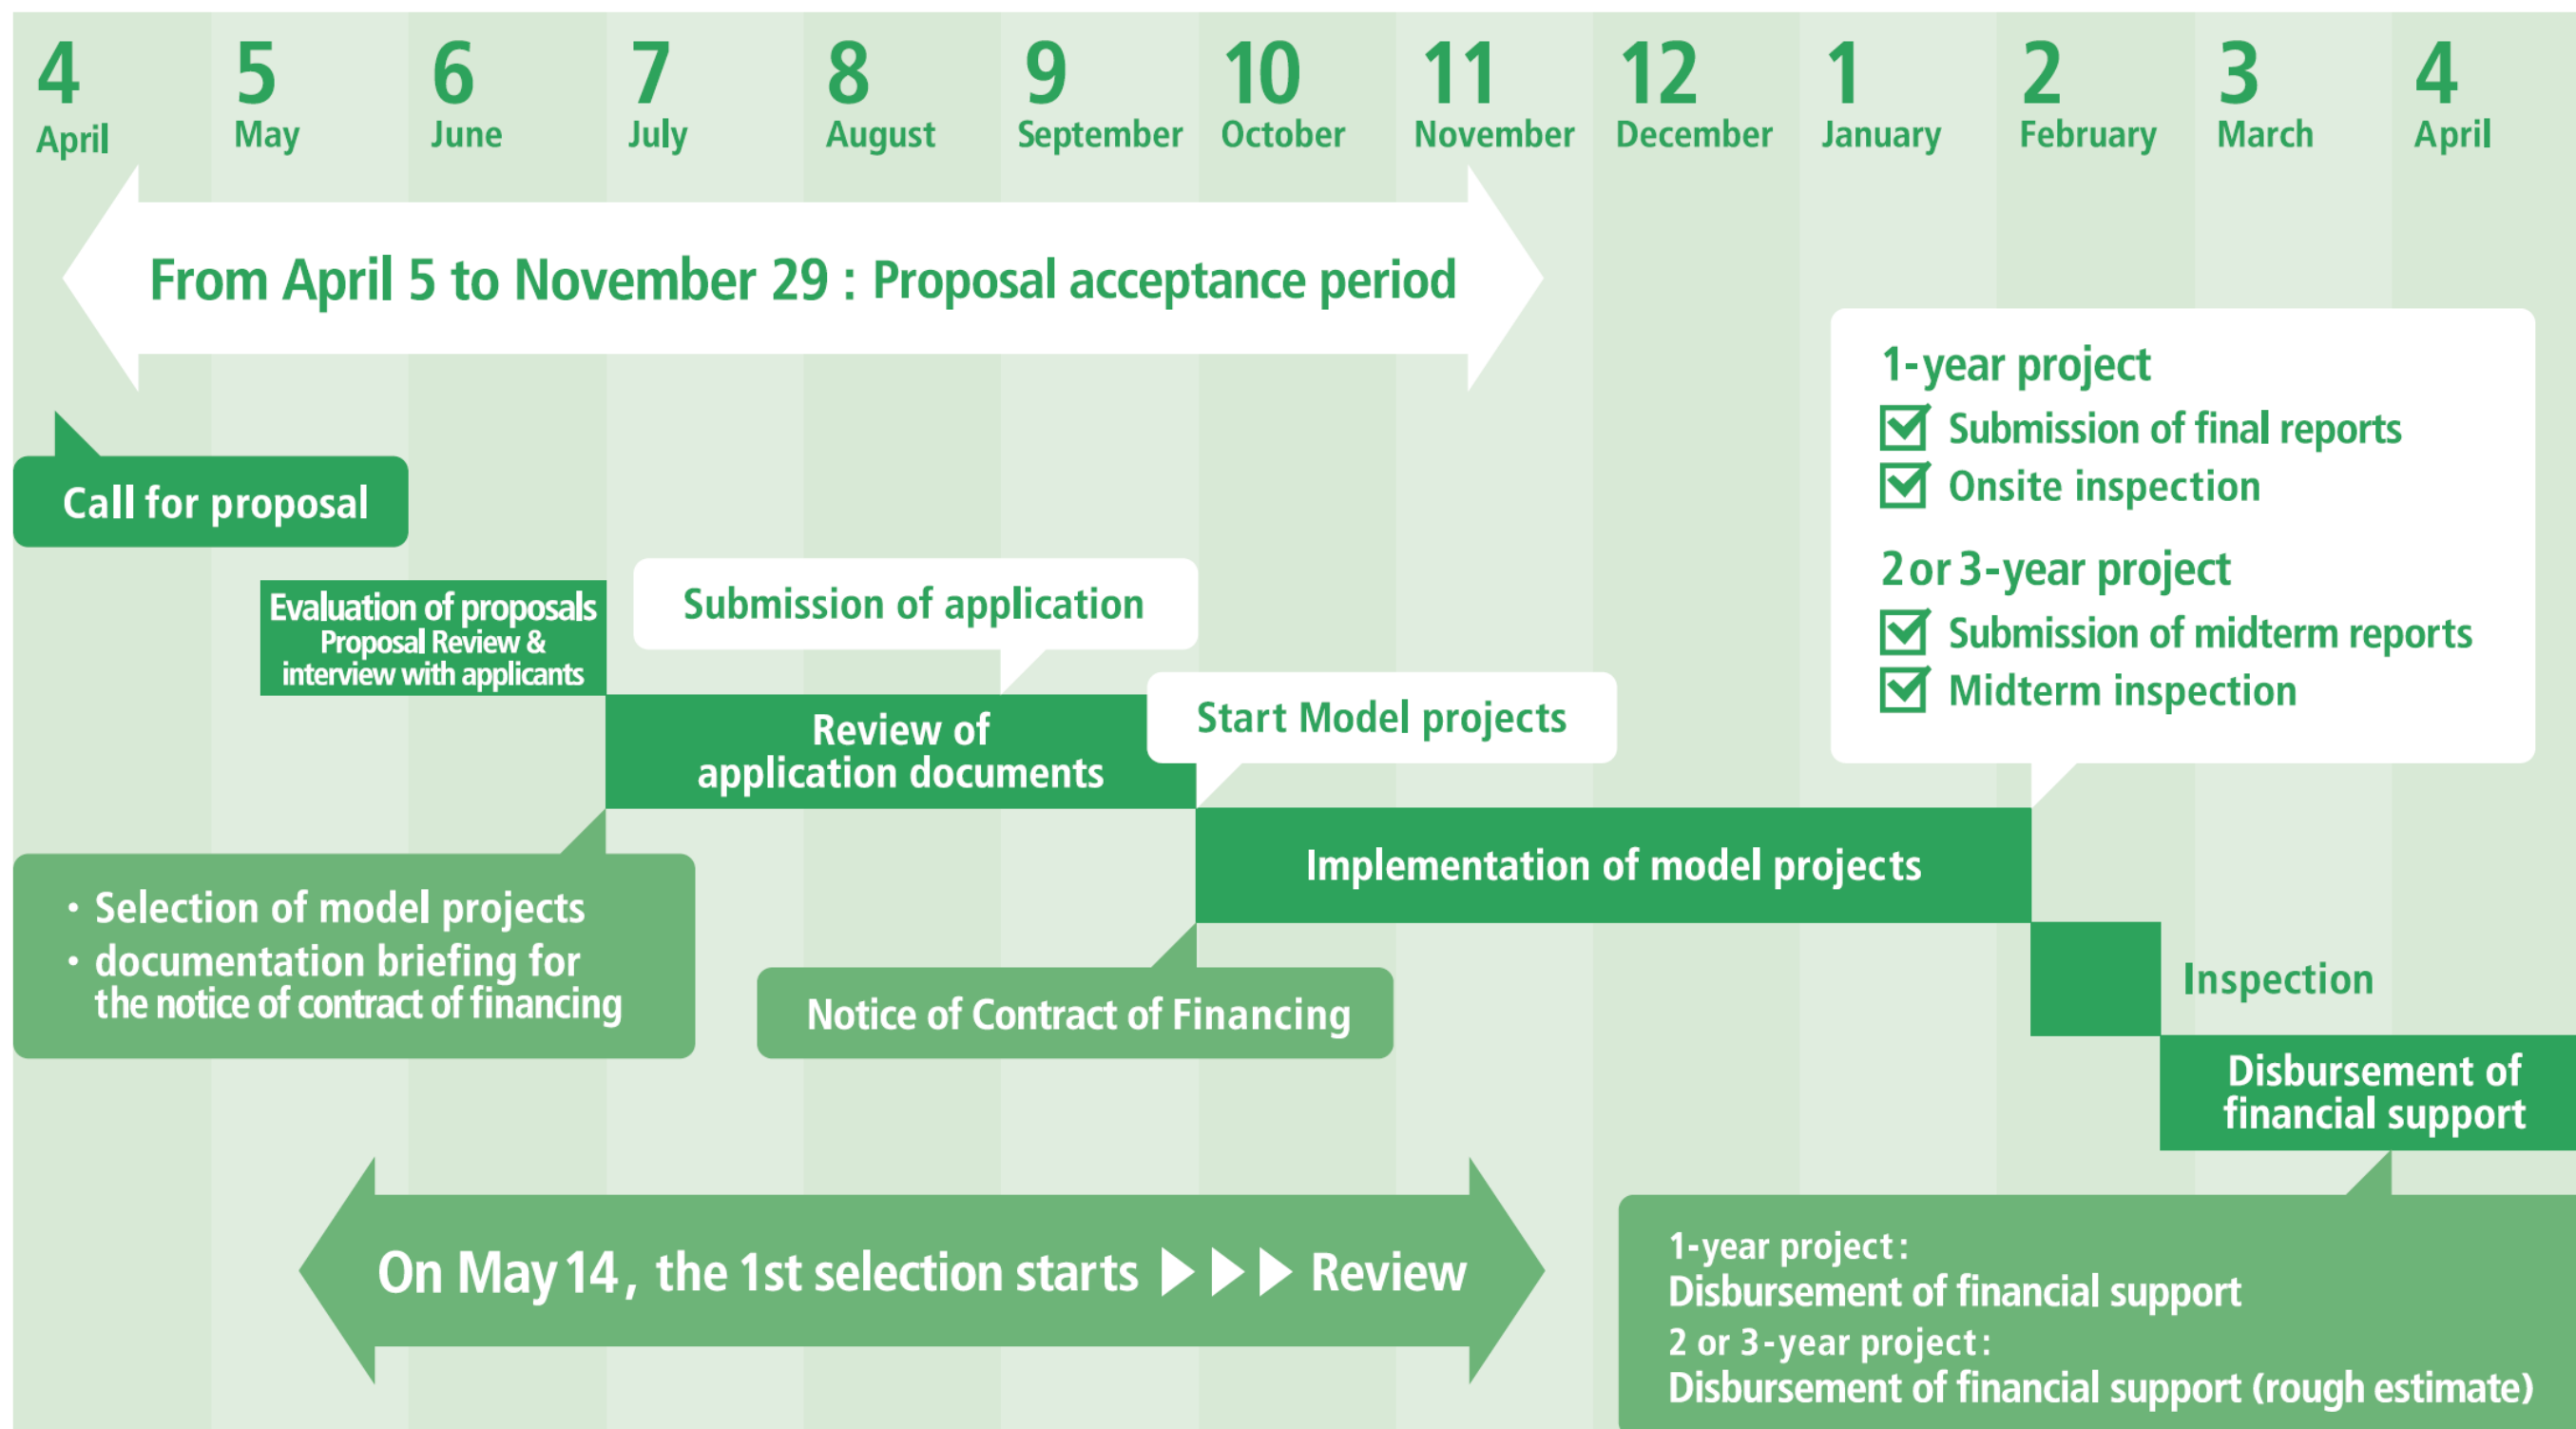 4
April
5
May
6
June
7
July
8
August
9
September
10
October
11
November
12
December
1
January
2
February
3
March
4
April
From April 5 to November 29 : Proposal acceptance period
Call for proposal
Evaluation of proposals
Proposal Review &
interview with applicants
Submission of application
Review of
application documents
Start Model projects
1-year project
Submission of final reports
Onsite inspection
2 or 3-year project
Submission of midterm reports
Midterm inspection
・Selection of model projects
・documentation briefing for
the notice of contract of financing
Implementation of model projects
Notice of Contract of Financing
Inspection
Disbursement of
financial support
On May 14, the 1st selection starts ▶▶▶ Review
1-year project:
Disbursement of financial support
2 or 3-year project:
Disbursement of financial support (rough estimate)